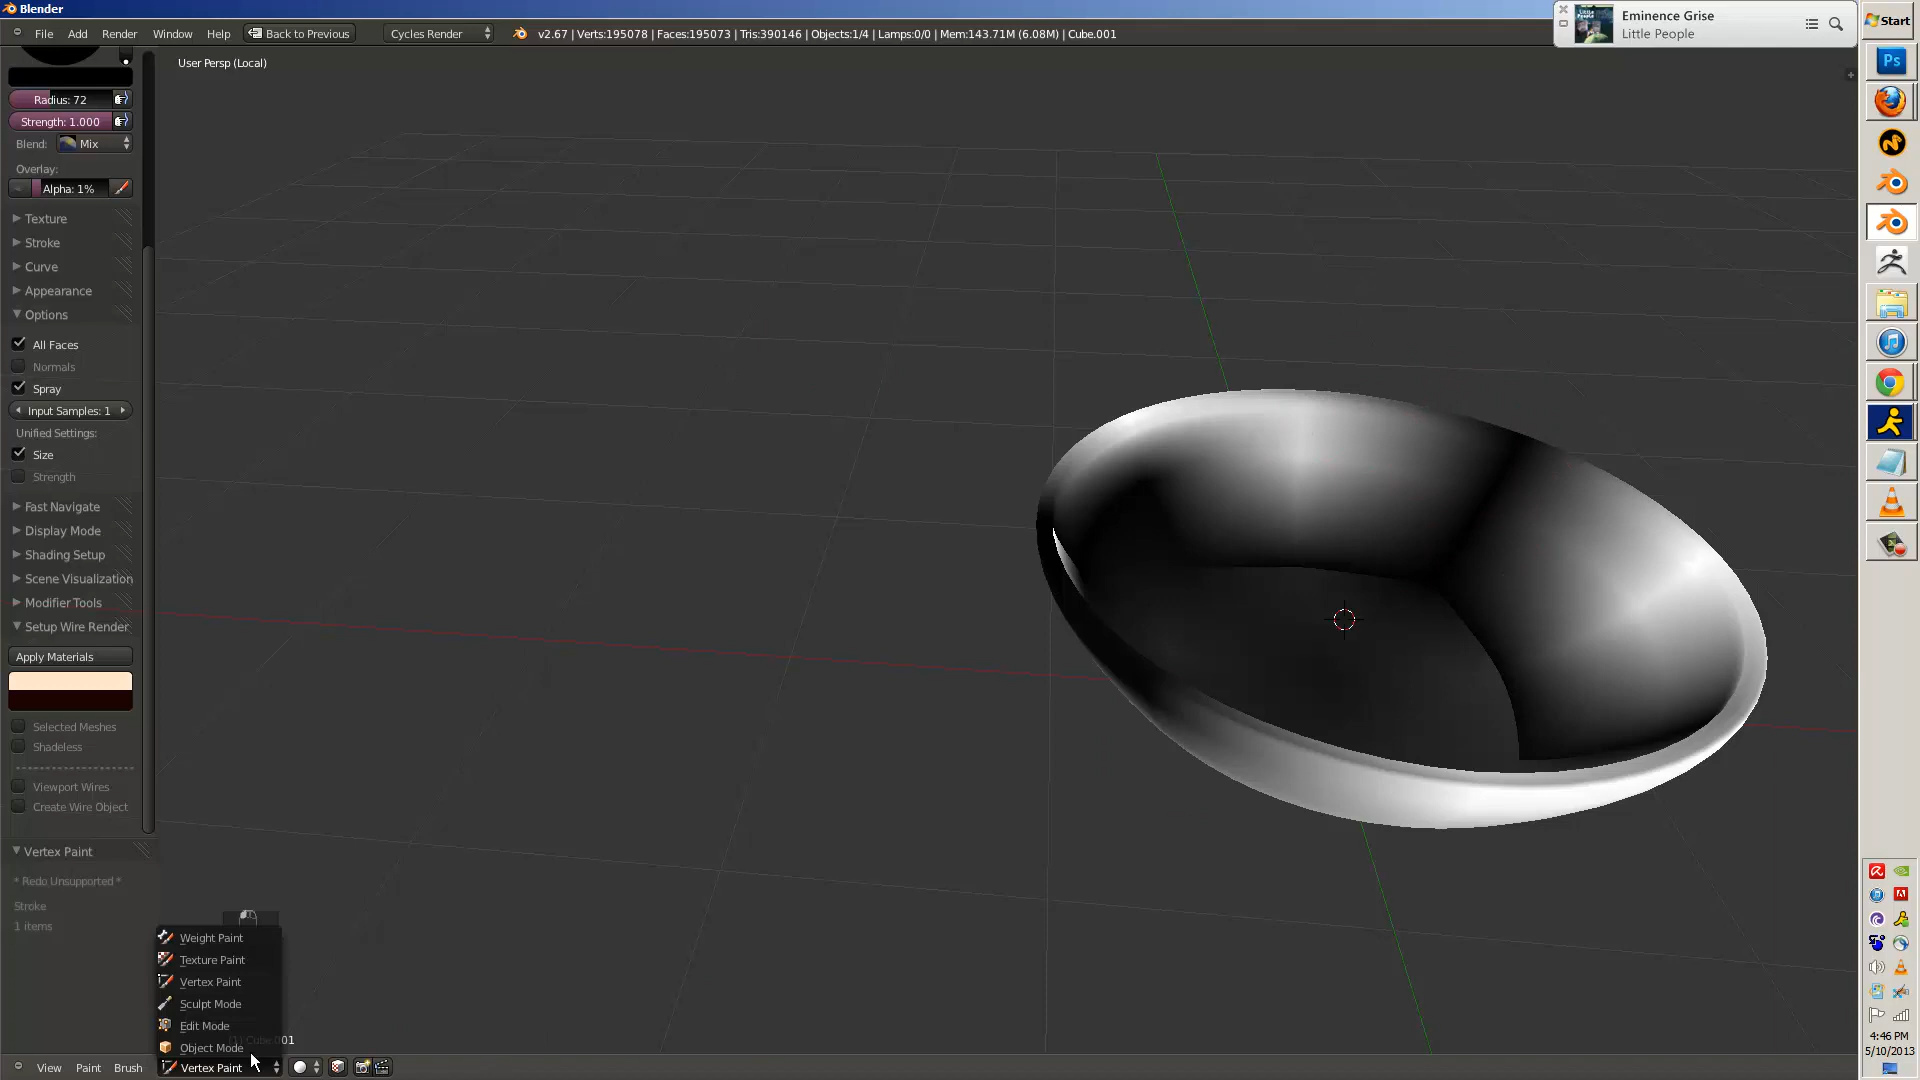 Blender
File Add Render Window Help Back to Previous Cycles Render v2.67 | Verts:195078 | Faces:195073 | Tris:390146 | Objects:1/4 | Lamps:0/0 | Mem:143.71M (6.08M) | Cube.001
Eminence Grise
Little People
Start
User Persp (Local)
Ps
Radius: 72
Strength: 1.000
Blend: Mix
Overlay:
Alpha: 1%
Texture
Stroke
Curve
Appearance
Options
All Faces
Normals
Spray
Input Samples: 1
Unified Settings:
Size
Strength
Fast Navigate
Display Mode
Shading Setup
Scene Visualization
Modifier Tools
Setup Wire Render
Apply Materials
Selected Meshes
Shadeless
Viewport Wires
Create Wire Object
Vertex Paint
* Redo Unsupported *
Stroke
1 items
Weight Paint
Texture Paint
Vertex Paint
Sculpt Mode
Edit Mode
(1) Cube.001
Object Mode
View Paint Brush Vertex Paint
4:46 PM
5/10/2013